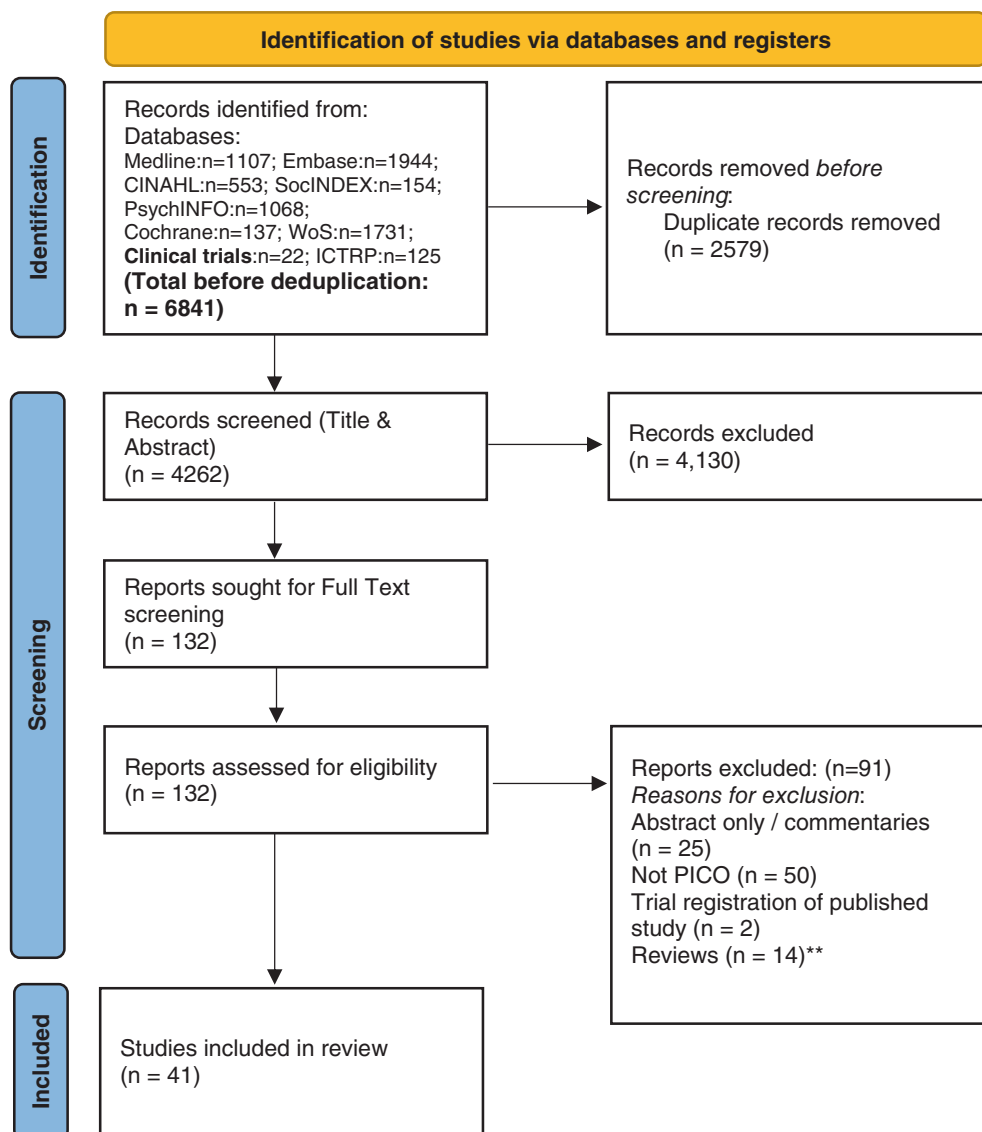 Identification of studies via databases and registers
Identification
Records identified from:
Databases:
Medline:n=1107; Embase:n=1944;
CINAHL:n=553; SocINDEX:n=154;
PsychINFO:n=1068;
Cochrane:n=137; WoS:n=1731;
Clinical trials:n=22; ICTRP:n=125
(Total before deduplication:
n = 6841)
Records removed before
screening:
Duplicate records removed
(n = 2579)
Screening
Records screened (Title &
Abstract)
(n = 4262)
Records excluded
(n = 4,130)
Reports sought for Full Text
screening
(n = 132)
Reports assessed for eligibility
(n = 132)
Reports excluded: (n=91)
Reasons for exclusion:
Abstract only / commentaries
(n = 25)
Not PICO (n = 50)
Trial registration of published
study (n = 2)
Reviews (n = 14)**
Included
Studies included in review
(n = 41)